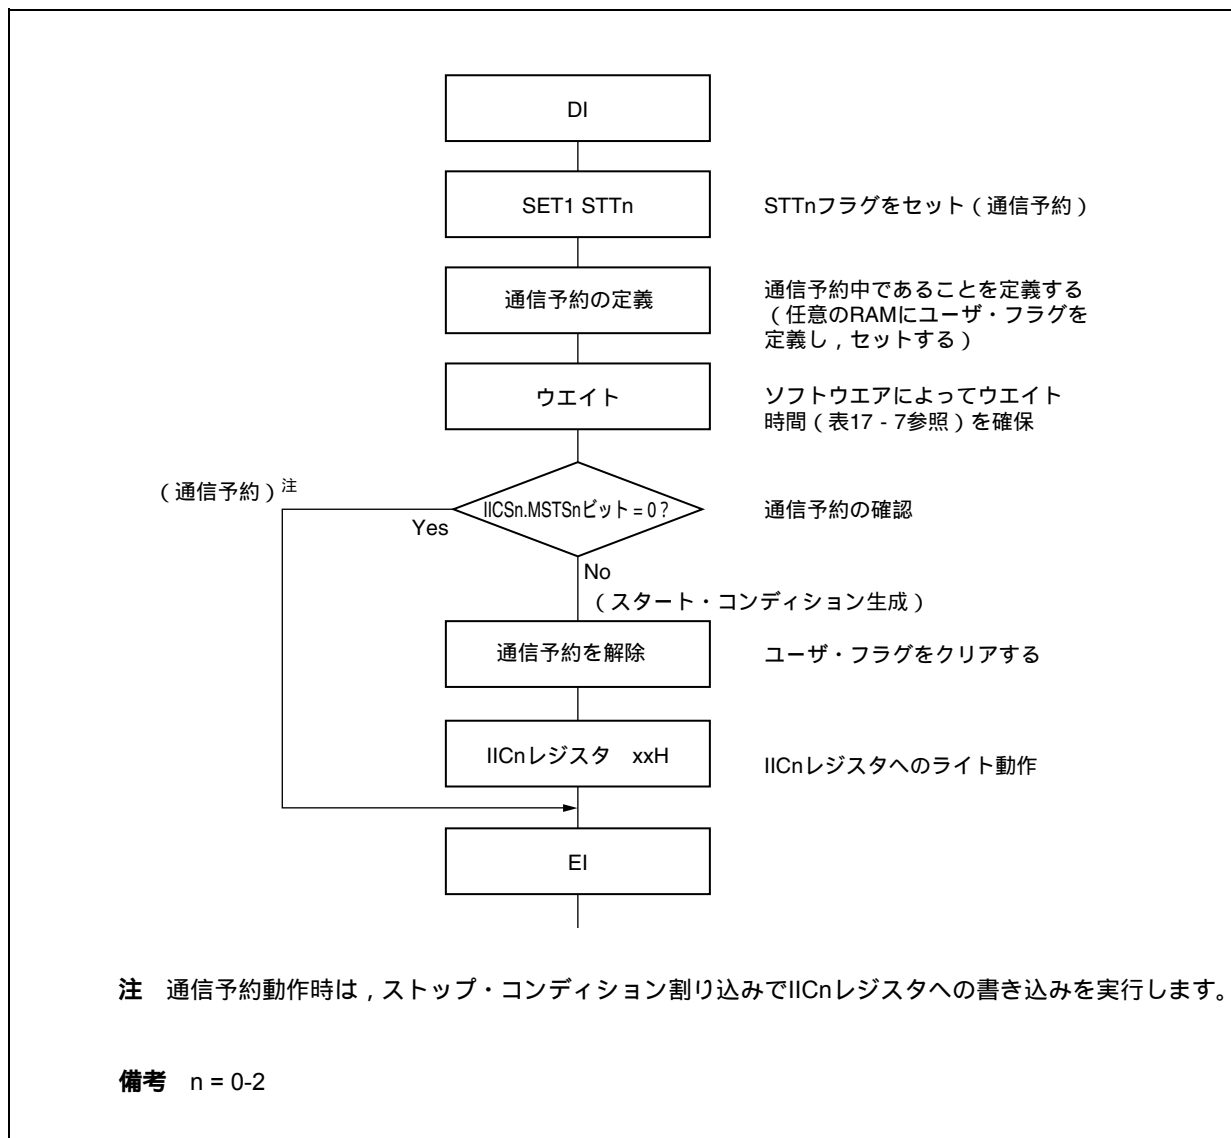 DI
SET1 STTn
STTnフラグをセット（通信予約）
通信予約の定義
通信予約中であることを定義する
（任意のRAMにユーザ・フラグを
定義し，セットする）
ウエイト
ソフトウエアによってウエイト
時間（表17 - 7参照）を確保
（通信予約）注
IICSn.MSTSnビット = 0？
通信予約の確認
Yes
No
（スタート・コンディション生成）
通信予約を解除
ユーザ・フラグをクリアする
IICnレジスタ　xxH
IICnレジスタへのライト動作
EI
注　通信予約動作時は，ストップ・コンディション割り込みでIICnレジスタへの書き込みを実行します。
備考　n = 0-2